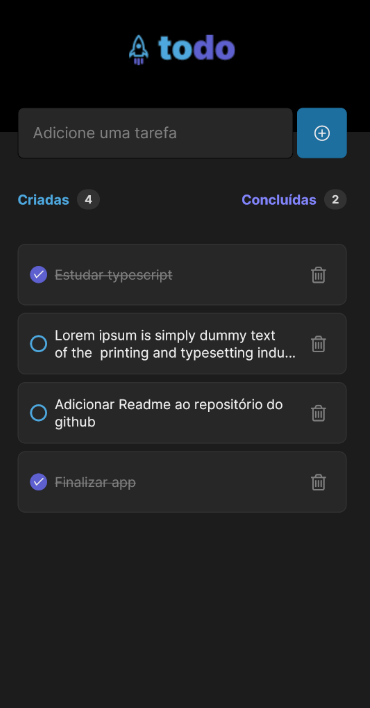 todo
Adicione uma tarefa
Criadas 4
Concluídas 2
Estudar typescript
Lorem ipsum is simply dummy text
of the  printing and typesetting indu...
Adicionar Readme ao repositório do
github
Finalizar app